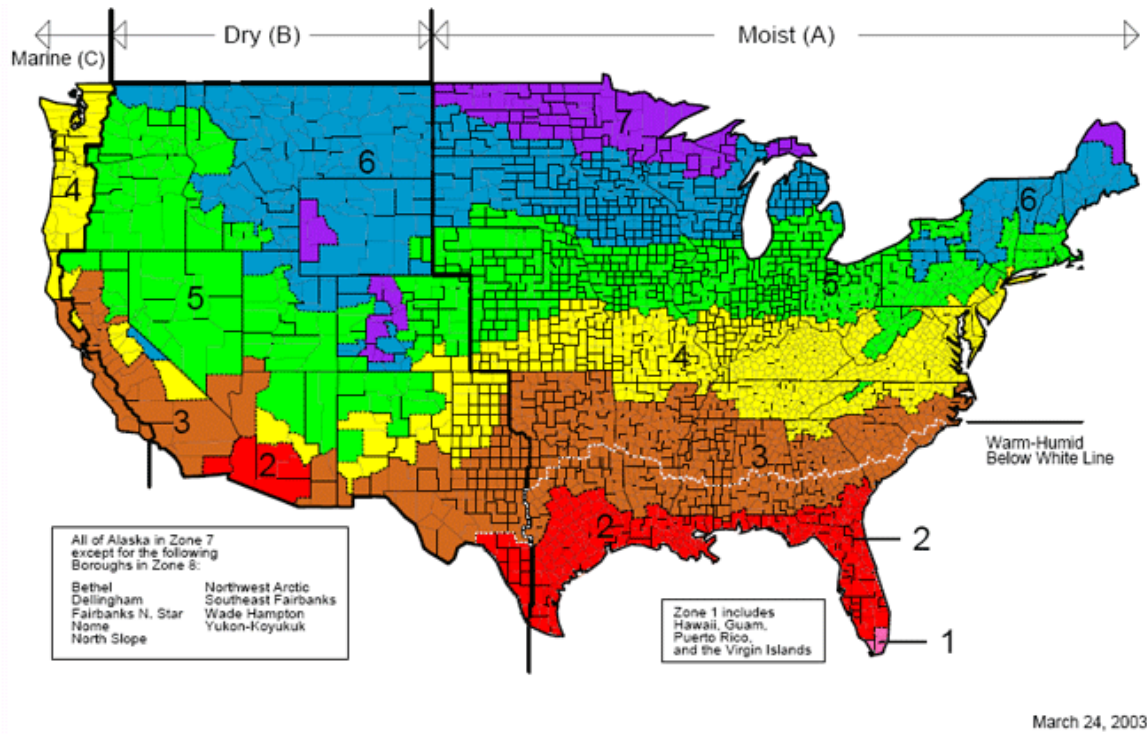 Marine (C)
Dry (B)
Moist (A)
7
6
6
4
5
5
4
3
3
2
2
Warm-Humid
Below White Line
2
1
All of Alaska in Zone 7
except for the following
Boroughs in Zone 8:
Bethel
Dellingham
Fairbanks N. Star
Nome
North Slope
Northwest Arctic
Southeast Fairbanks
Wade Hampton
Yukon-Koyukuk
Zone 1 includes
Hawaii, Guam,
Puerto Rico,
and the Virgin Islands
March 24, 2003